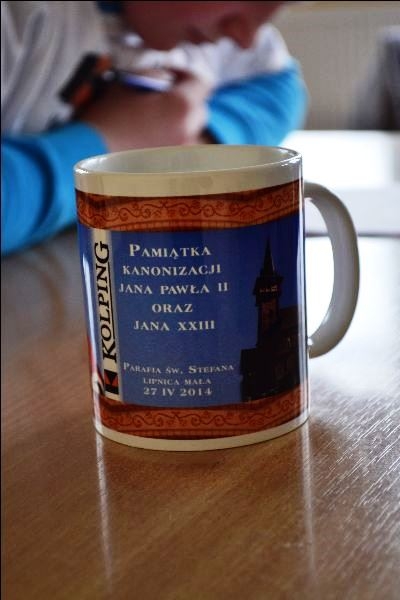 KOLPING
PAMIĄTKA
KANONIZACJI
JANA PAWŁA II
ORAZ
JANA XXIII
PARAFIA ŚW. STEFANA
LIPNICA MAŁA
27 IV 2014